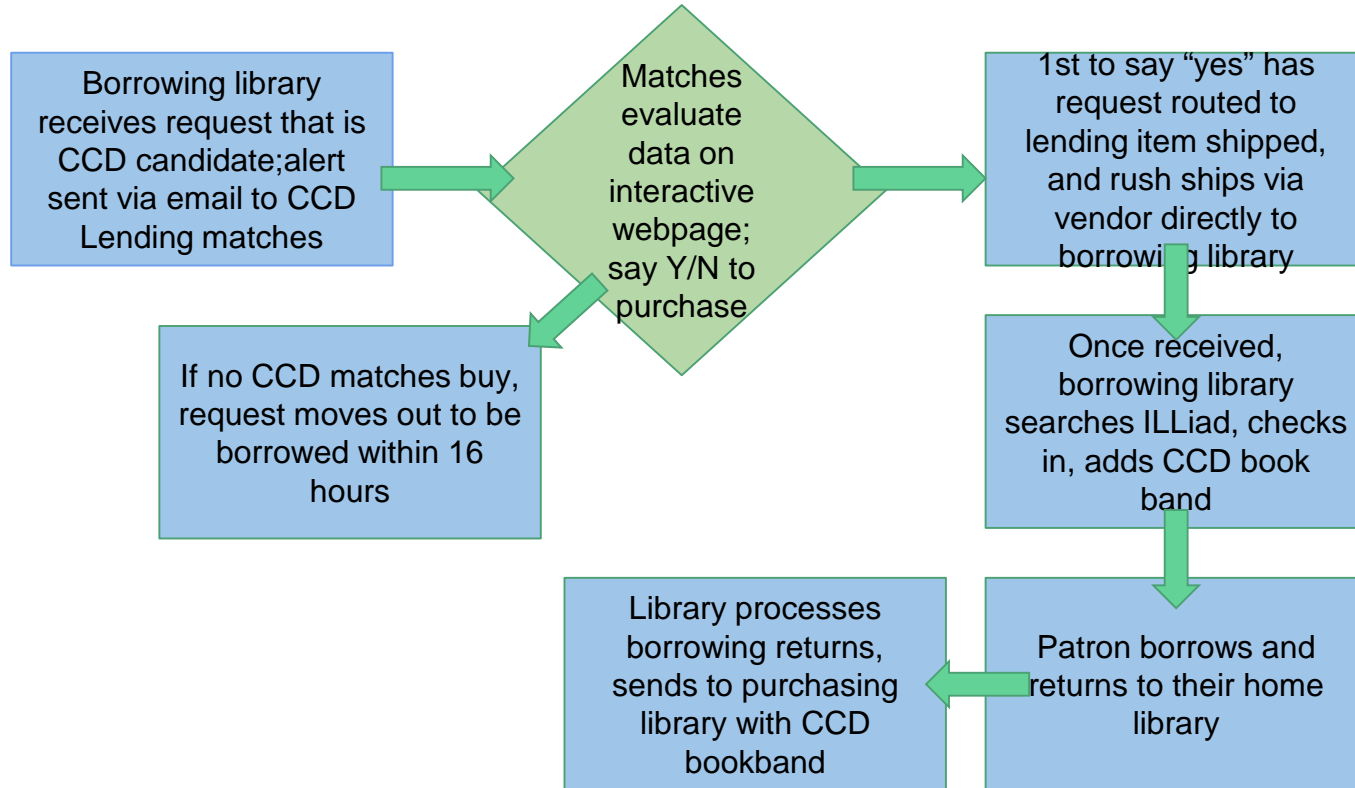 Borrowing library
receives request that is
CCD candidate;alert
sent via email to CCD
Lending matches
Matches
evaluate
data on
interactive
webpage;
say Y/N to
purchase
1st to say “yes” has
request routed to
lending item shipped,
and rush ships via
vendor directly to
borrowing library
If no CCD matches buy,
request moves out to be
borrowed within 16
hours
Once received,
borrowing library
searches ILLiad, checks
in, adds CCD book
band
Patron borrows and
returns to their home
library
Library processes
borrowing returns,
sends to purchasing
library with CCD
bookband